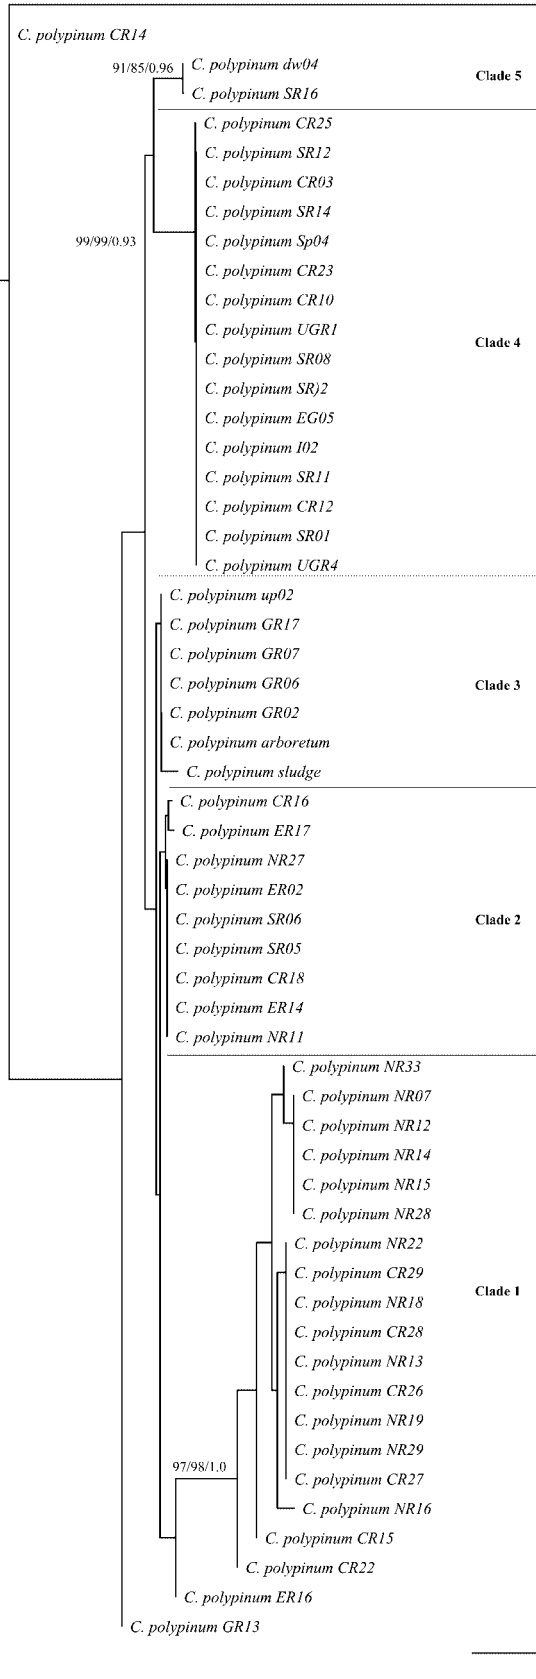 C. polypinum CR14
91/85/0.96
C. polypinum dw04
Clade 5
C. polypinum SR16
C. polypinum CR25
C. polypinum SR12
C. polypinum CR03
C. polypinum SR14
99/99/0.93
C. polypinum Sp04
C. polypinum CR23
C. polypinum CR10
C. polypinum UGR1
Clade 4
C. polypinum SR08
C. polypinum SR)2
C. polypinum EG05
C. polypinum I02
C. polypinum SR11
C. polypinum CR12
C. polypinum SR01
C. polypinum UGR4
C. polypinum up02
C. polypinum GR17
C. polypinum GR07
C. polypinum GR06
Clade 3
C. polypinum GR02
C. polypinum arboretum
C. polypinum sludge
C. polypinum CR16
C. polypinum ER17
C. polypinum NR27
C. polypinum ER02
C. polypinum SR06
Clade 2
C. polypinum SR05
C. polypinum CR18
C. polypinum ER14
C. polypinum NR11
C. polypinum NR33
C. polypinum NR07
C. polypinum NR12
C. polypinum NR14
C. polypinum NR15
C. polypinum NR28
C. polypinum NR22
C. polypinum CR29
Clade 1
C. polypinum NR18
C. polypinum CR28
C. polypinum NR13
C. polypinum CR26
C. polypinum NR19
C. polypinum NR29
97/98/1.0
C. polypinum CR27
C. polypinum NR16
C. polypinum CR15
C. polypinum CR22
C. polypinum ER16
C. polypinum GR13